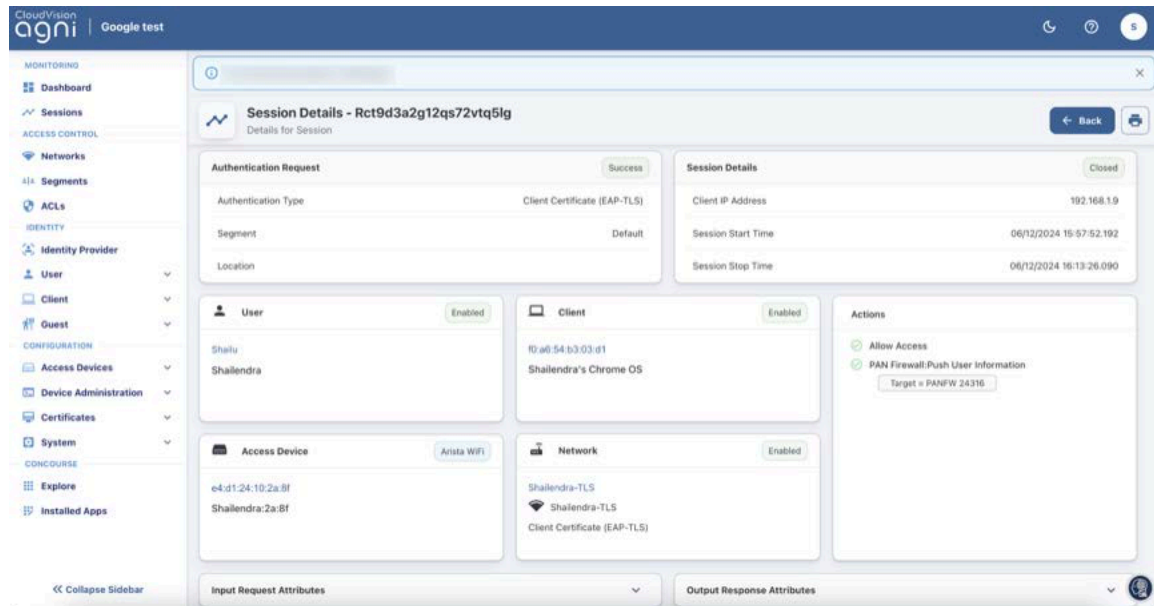 CloudVision
agni
Google test
S
MONITORING
Dashboard
Sessions
ACCESS CONTROL
Networks
Segments
ACLs
IDENTITY
Identity Provider
User
Client
Guest
CONFIGURATION
Access Devices
Device Administration
Certificates
System
CONCOURSE
Explore
Installed Apps
Collapse Sidebar
Session Details - Rct9d3a2g12qs72vtq5lg
Details for Session
Back
Authentication Request
Success
Authentication Type
Client Certificate (EAP-TLS)
Segment
Default
Location
Session Details
Closed
Client IP Address
192.168.1.9
Session Start Time
06/12/2024 15:57:52.192
Session Stop Time
06/12/2024 16:13:26.090
User
Enabled
Shailu
Shailendra
Client
Enabled
f0:a6:54:b3:03:d1
Shailendra's Chrome OS
Actions
Allow Access
PAN Firewall:Push User Information
Target = PANFW 24316
Access Device
Arista WiFi
e4:d1:24:10:2a:8f
Shailendra:2a:8f
Network
Enabled
Shailendra-TLS
Shailendra-TLS
Client Certificate (EAP-TLS)
Input Request Attributes
Output Response Attributes